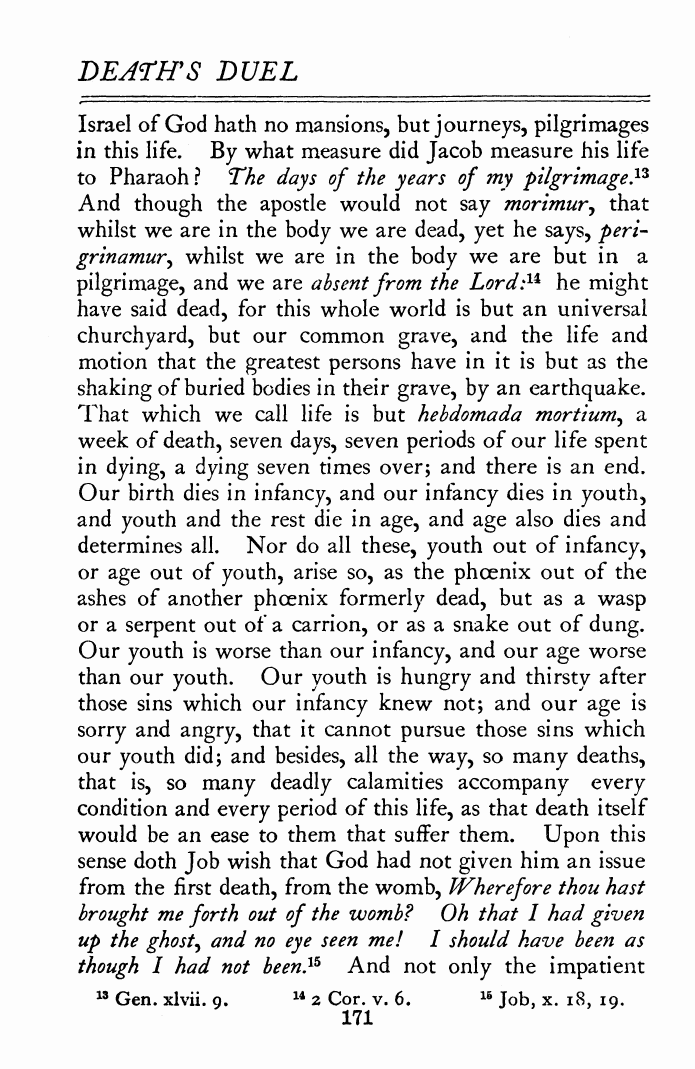 DEATH'S DUEL
Israel of God hath no mansions, but journeys, pilgrimages
in this life. By what measure did Jacob measure his life
to Pharaoh? The days of the years of my pilgrimage.¹³
And though the apostle would not say morimur, that
whilst we are in the body we are dead, yet he says, peri-
grinamur, whilst we are in the body we are but in a
pilgrimage, and we are absent from the Lord:¹⁴ he might
have said dead, for this whole world is but an universal
churchyard, but our common grave, and the life and
motion that the greatest persons have in it is but as the
shaking of buried bodies in their grave, by an earthquake.
That which we call life is but hebdomada mortium, a
week of death, seven days, seven periods of our life spent
in dying, a dying seven times over; and there is an end.
Our birth dies in infancy, and our infancy dies in youth,
and youth and the rest die in age, and age also dies and
determines all. Nor do all these, youth out of infancy,
or age out of youth, arise so, as the phœnix out of the
ashes of another phœnix formerly dead, but as a wasp
or a serpent out of a carrion, or as a snake out of dung.
Our youth is worse than our infancy, and our age worse
than our youth. Our youth is hungry and thirsty after
those sins which our infancy knew not; and our age is
sorry and angry, that it cannot pursue those sins which
our youth did; and besides, all the way, so many deaths,
that is, so many deadly calamities accompany every
condition and every period of this life, as that death itself
would be an ease to them that suffer them. Upon this
sense doth Job wish that God had not given him an issue
from the first death, from the womb, Wherefore thou hast
brought me forth out of the womb? Oh that I had given
up the ghost, and no eye seen me! I should have been as
though I had not been.¹⁵ And not only the impatient
¹³ Gen. xlvii. 9. ¹⁴ 2 Cor. v. 6. ¹⁵ Job, x. 18, 19.
171